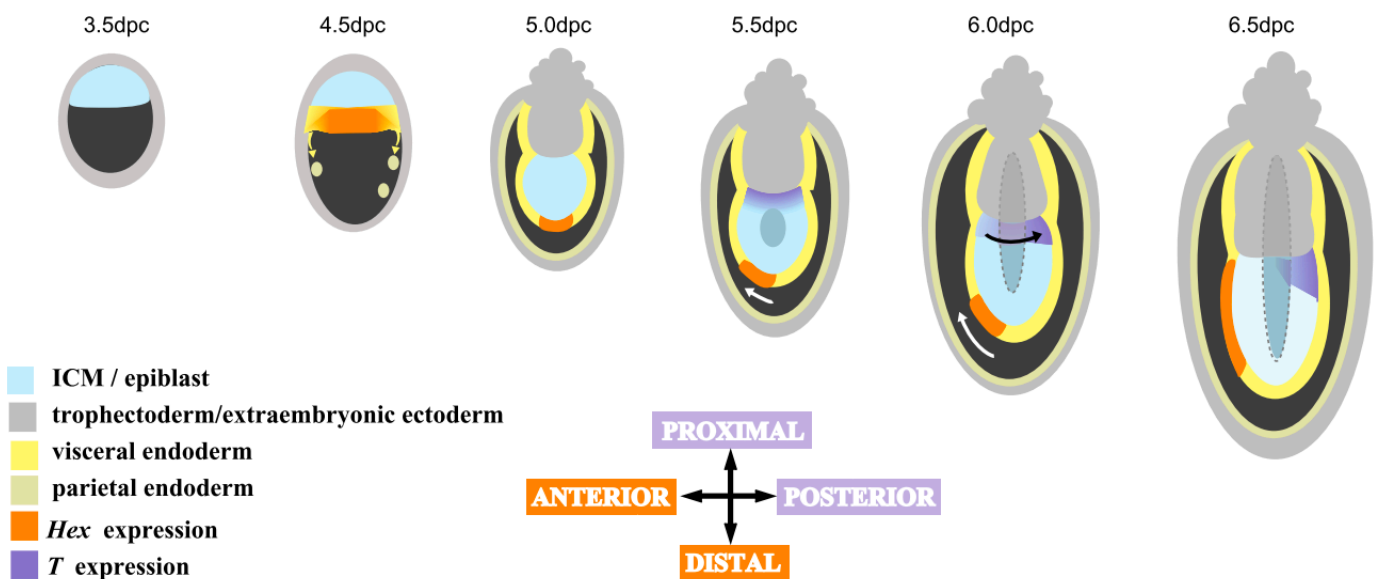 3.5dpc
4.5dpc
5.0dpc
5.5dpc
6.0dpc
6.5dpc
ICM / epiblast
trophectoderm/extraembryonic ectoderm
visceral endoderm
parietal endoderm
Hex expression
T expression
PROXIMAL
ANTERIOR
POSTERIOR
DISTAL